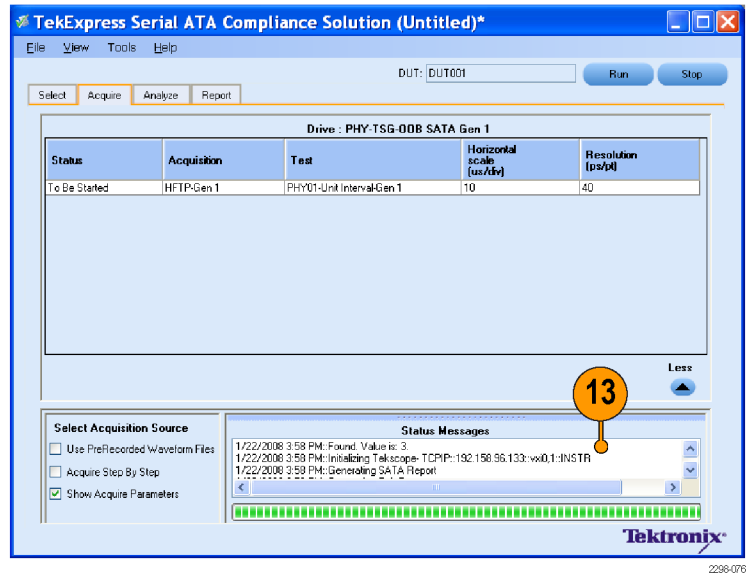 TekExpress Serial ATA Compliance Solution (Untitled)*
File View Tools Help
DUT: DUT001 Run Stop
Select Acquire Analyze Report
Drive : PHY-TSG-OOB SATA Gen 1
Status Acquisition Test Horizontal scale (us/div) Resolution (ps/pt)
To Be Started HFTP-Gen 1 PHY01-Unit Interval-Gen 1 10 40
Less
13
Select Acquisition Source
Use PreRecorded Waveform Files
Acquire Step By Step
Show Acquire Parameters
Status Messages
1/22/2008 3:58 PM::Found. Value is: 3.
1/22/2008 3:58 PM::Initializing Tekscope- TCPIP::192.158.96.133::vxi0,1::INSTR
1/22/2008 3:58 PM::Generating SATA Report
Tektronix
2298-076